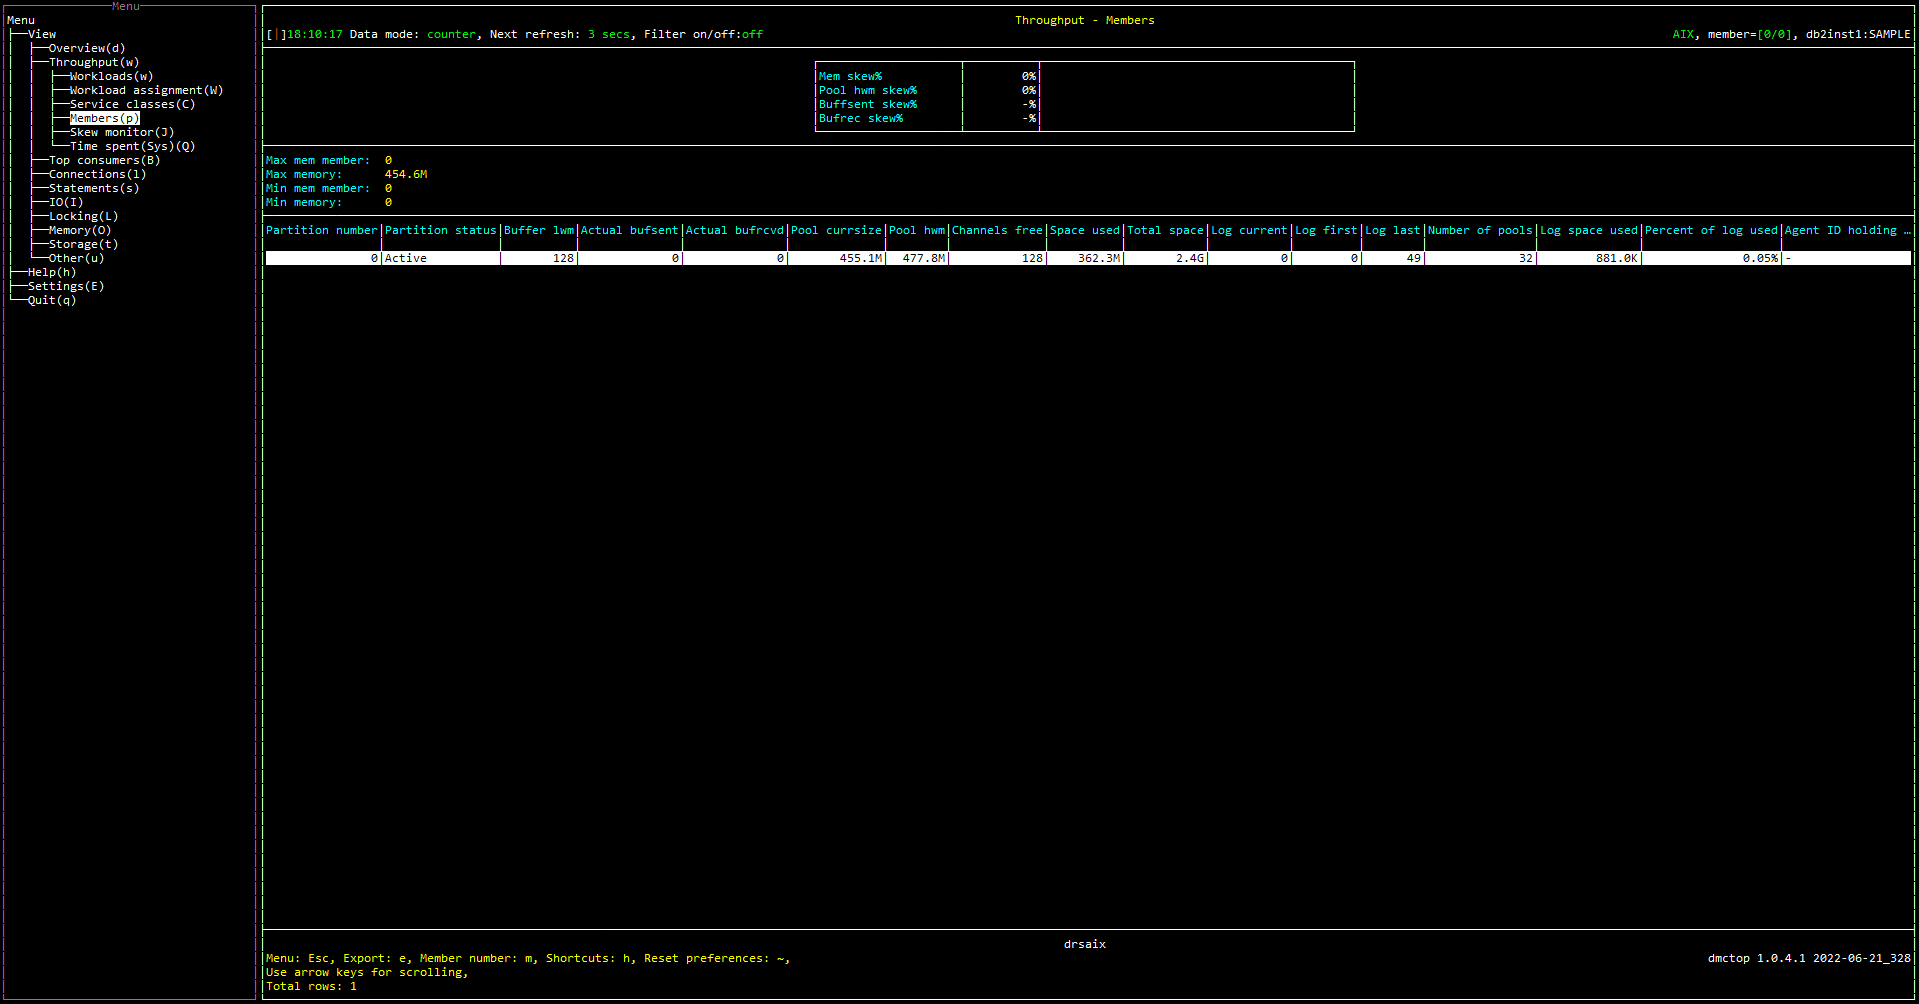 Menu
Menu
View
Overview(d)
Throughput(w)
Workloads(w)
Workload assignment(W)
Service classes(C)
Members(p)
Skew monitor(J)
Time spent(Sys)(Q)
Top consumers(B)
Connections(l)
Statements(s)
IO(I)
Locking(L)
Memory(O)
Storage(t)
Other(u)
Help(h)
Settings(E)
Quit(q)
Throughput - Members
[|]18:10:17 Data mode: counter, Next refresh: 3 secs, Filter on/off:off
AIX, member=[0/0], db2inst1:SAMPLE
Mem skew% 0%
Pool hwm skew% 0%
Buffsent skew% -%
Bufrec skew% -%
Max mem member: 0
Max memory: 454.6M
Min mem member: 0
Min memory: 0
Partition number|Partition status|Buffer lwm|Actual bufsent|Actual bufrcvd|Pool currsize|Pool hwm|Channels free|Space used|Total space|Log current|Log first|Log last|Number of pools|Log space used|Percent of log used|Agent ID holding …
0|Active|128|0|0|455.1M|477.8M|128|362.3M|2.4G|0|0|49|32|881.0K|0.05%|-
drsaix
Menu: Esc, Export: e, Member number: m, Shortcuts: h, Reset preferences: ~,
dmctop 1.0.4.1 2022-06-21_328
Use arrow keys for scrolling,
Total rows: 1